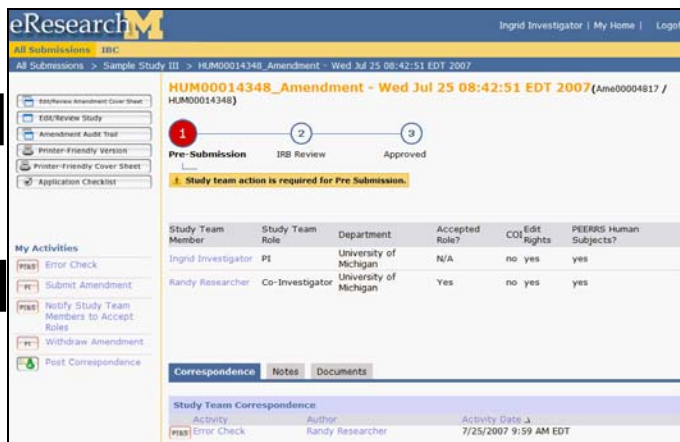 eResearch M
Ingrid Investigator | My Home | Logo
All Submissions IBC
All Submissions > Sample Study III > HUM00014348_Amendment - Wed Jul 25 08:42:51 EDT 2007
HUM00014348_Amendment - Wed Jul 25 08:42:51 EDT 2007 (Ame00004817 /
HUM00014348)
Edit/Review Amendment Cover Sheet
Edit/Review Study
Amendment Audit Trail
Printer-Friendly Version
Printer-Friendly Cover Sheet
Application Checklist
1 2 3
Pre-Submission IRB Review Approved
Study team action is required for Pre Submission.
My Activities
PI&S Error Check
PI Submit Amendment
PI&S Notify Study Team
Members to Accept
Roles
PI Withdraw Amendment
Post Correspondence
Study Team Member Study Team Role Department Accepted Role? COI Edit Rights PEERRS Human Subjects?
Ingrid Investigator PI University of Michigan N/A no yes yes
Randy Researcher Co-Investigator University of Michigan Yes no yes yes
Correspondence Notes Documents
Study Team Correspondence
Activity Author Activity Date
PI&S Error Check Randy Researcher 7/25/2007 9:59 AM EDT